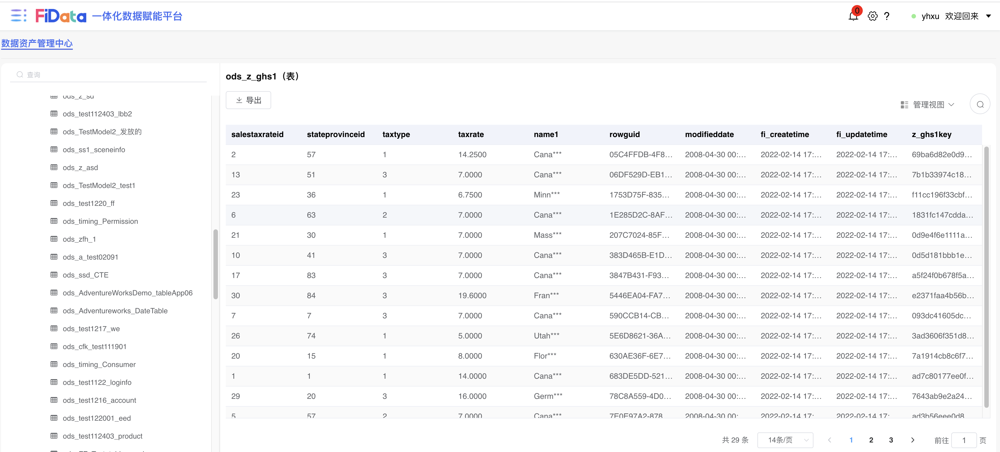 FiData 一体化数据赋能平台
0
? yhxu 欢迎回来
数据资产管理中心
查询
ods_z_sd
ods_test112403_lbb2
ods_TestModel2_发放的
ods_ss1_sceneinfo
ods_z_asd
ods_TestModel2_test1
ods_test1220_ff
ods_timing_Permission
ods_zfh_1
ods_a_test02091
ods_ssd_CTE
ods_AdventureWorksDemo_tableApp06
ods_Adventureworks_DateTable
ods_test1217_we
ods_cfk_test111901
ods_timing_Consumer
ods_test1122_loginfo
ods_test1216_account
ods_test122001_eed
ods_test112403_product
ods_z_ghs1（表）
导出
管理视图
salestaxrateid stateprovinceid taxtype taxrate name1 rowguid modifieddate fi_createtime fi_updatetime z_ghs1key
2 57 1 14.2500 Cana*** 05C4FFDB-4F8... 2008-04-30 00:... 2022-02-14 17:... 2022-02-14 17:... 69ba6d82e0d9...
13 51 3 7.0000 Cana*** 06DF529D-EB1... 2008-04-30 00:... 2022-02-14 17:... 2022-02-14 17:... 7b1b33974c18...
23 36 1 6.7500 Minn*** 1753D75F-835... 2008-04-30 00:... 2022-02-14 17:... 2022-02-14 17:... f11cc196f33cbf...
6 63 2 7.0000 Cana*** 1E285D2C-8AF... 2008-04-30 00:... 2022-02-14 17:... 2022-02-14 17:... 1831fc147cdda...
21 30 1 7.0000 Mass*** 207C7024-85F... 2008-04-30 00:... 2022-02-14 17:... 2022-02-14 17:... 0d9e4f6e1111a...
10 41 3 7.0000 Cana*** 383D465B-E1D... 2008-04-30 00:... 2022-02-14 17:... 2022-02-14 17:... 0d5d181bbb1e...
17 83 3 7.0000 Cana*** 3847B431-F93... 2008-04-30 00:... 2022-02-14 17:... 2022-02-14 17:... a5f24f0b678f5a...
30 84 3 19.6000 Fran*** 5446EA04-FA7... 2008-04-30 00:... 2022-02-14 17:... 2022-02-14 17:... e2371faa4b56b...
7 7 3 7.0000 Cana*** 590CCB14-CB... 2008-04-30 00:... 2022-02-14 17:... 2022-02-14 17:... 093dc41605dc...
26 74 1 5.0000 Utah*** 5E6D8621-36A... 2008-04-30 00:... 2022-02-14 17:... 2022-02-14 17:... 3ad3606f351d8...
20 15 1 8.0000 Flor*** 630AE36F-6E7... 2008-04-30 00:... 2022-02-14 17:... 2022-02-14 17:... 7a1914cb8c6f7...
1 1 1 14.0000 Cana*** 683DE5DD-521... 2008-04-30 00:... 2022-02-14 17:... 2022-02-14 17:... ad7c80177ee0f...
29 20 3 16.0000 Germ*** 78C8A559-4D0... 2008-04-30 00:... 2022-02-14 17:... 2022-02-14 17:... 7643ab9e2a24...
5 57 2 7.0000 Cana*** 7E0E97A2-878 2008-04-30 00: 2022-02-14 17: 2022-02-14 17: ad3b56eee0d8
共 29 条 14条/页 1 2 3 前往 1 页